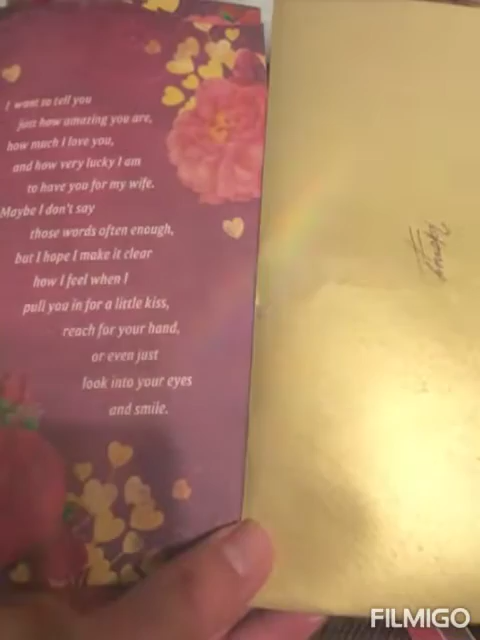 I want to tell you
just how amazing you are,
how much I love you,
and how very lucky I am
to have you for my wife.
Maybe I don't say
those words often enough,
but I hope I make it clear
how I feel when I
pull you in for a little kiss,
reach for your hand,
or even just
look into your eyes
and smile.
FILMIGO